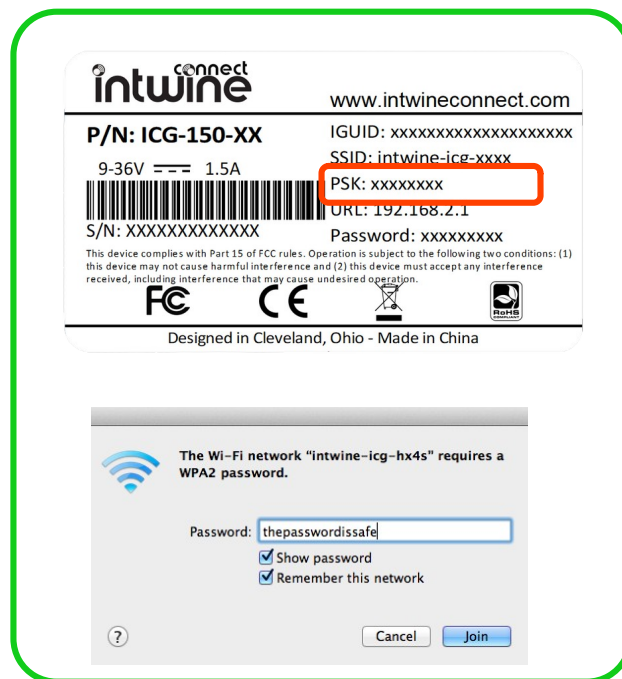 intwine connect
www.intwineconnect.com
P/N: ICG-150-XX
IGUID: xxxxxxxxxxxxxxxxxxxxx
SSID: intwine-icg-xxxx
9-36V 1.5A
PSK: xxxxxxxx
URL: 192.168.2.1
S/N: XXXXXXXXXXXXX
Password: xxxxxxxxx
This device complies with Part 15 of FCC rules. Operation is subject to the following two conditions: (1)
this device may not cause harmful interference and (2) this device must accept any interference
received, including interference that may cause undesired operation.
FC CE RoHS
COMPLIANT
Designed in Cleveland, Ohio - Made in China
The Wi-Fi network “intwine-icg-hx4s” requires a
WPA2 password.
Password: thepasswordissafe
Show password
Remember this network
? Cancel Join